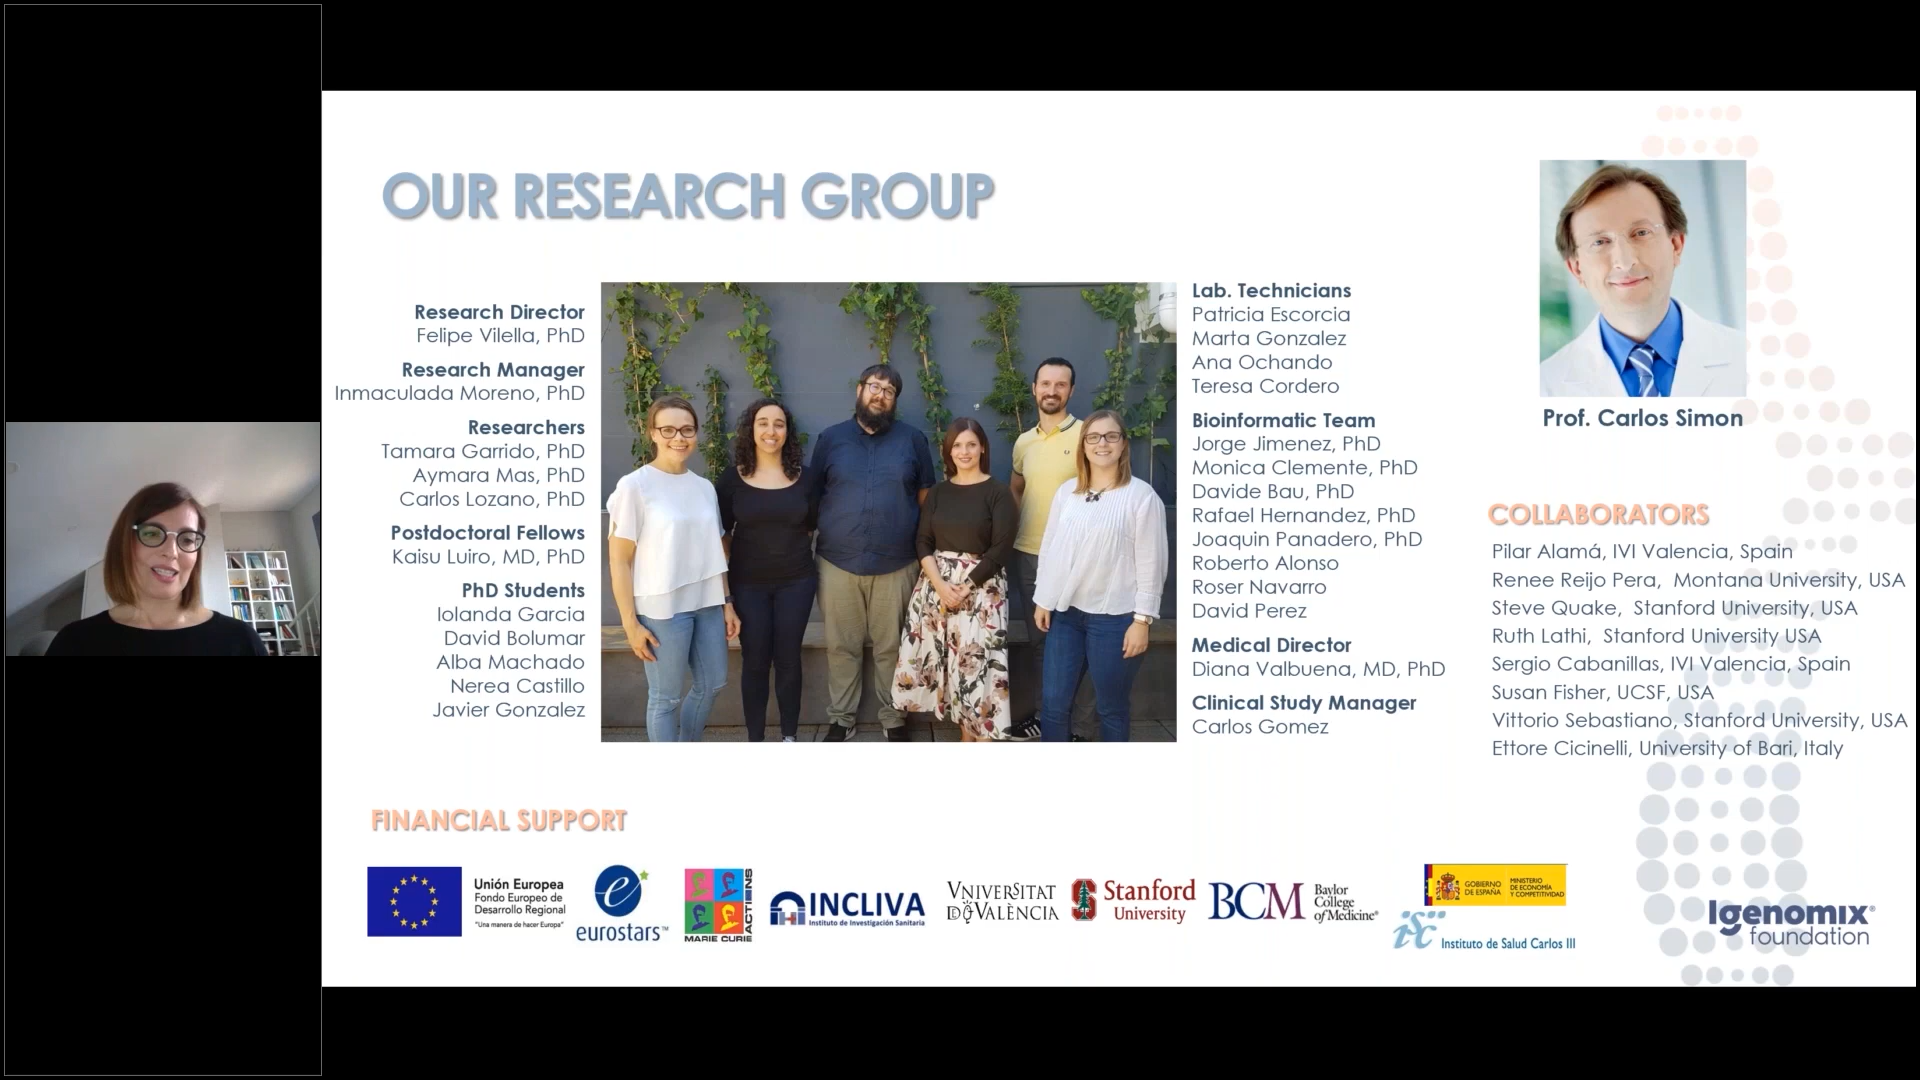 OUR RESEARCH GROUP
Research Director
Felipe Vilella, PhD
Research Manager
Inmaculada Moreno, PhD
Researchers
Tamara Garrido, PhD
Aymara Mas, PhD
Carlos Lozano, PhD
Postdoctoral Fellows
Kaisu Luiro, MD, PhD
PhD Students
Iolanda Garcia
David Bolumar
Alba Machado
Nerea Castillo
Javier Gonzalez
Lab. Technicians
Patricia Escorcia
Marta Gonzalez
Ana Ochando
Teresa Cordero
Bioinformatic Team
Jorge Jimenez, PhD
Monica Clemente, PhD
Davide Bau, PhD
Rafael Hernandez, PhD
Joaquin Panadero, PhD
Roberto Alonso
Roser Navarro
David Perez
Medical Director
Diana Valbuena, MD, PhD
Clinical Study Manager
Carlos Gomez
Prof. Carlos Simon
COLLABORATORS
Pilar Alamá, IVI Valencia, Spain
Renee Reijo Pera, Montana University, USA
Steve Quake, Stanford University, USA
Ruth Lathi, Stanford University USA
Sergio Cabanillas, IVI Valencia, Spain
Susan Fisher, UCSF, USA
Vittorio Sebastiano, Stanford University, USA
Ettore Cicinelli, University of Bari, Italy
FINANCIAL SUPPORT
Unión Europea
Fondo Europeo de
Desarrollo Regional
"Una manera de hacer Europa"
e
eurostars™
MARIE CURIE
ACTIONS
INCLIVA
Instituto de Investigación Sanitaria
VNIVERSITAT
DE VALÈNCIA
Stanford
University
BCM
Baylor
College
of Medicine®
GOBIERNO
DE ESPAÑA
MINISTERIO
DE ECONOMÍA
Y COMPETITIVIDAD
isc
Instituto de Salud Carlos III
Igenomix®
foundation